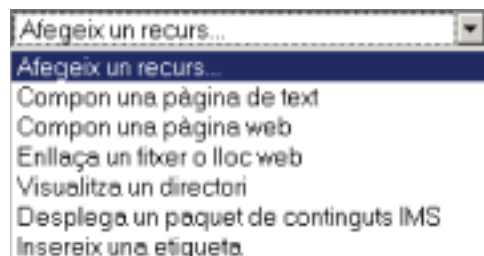 Afegeix un recurs...
Afegeix un recurs...
Compon una pàgina de text
Compon una pàgina web
Enllaça un fitxer o lloc web
Visualitza un directori
Desplega un paquet de continguts IMS
Insereix una etiqueta